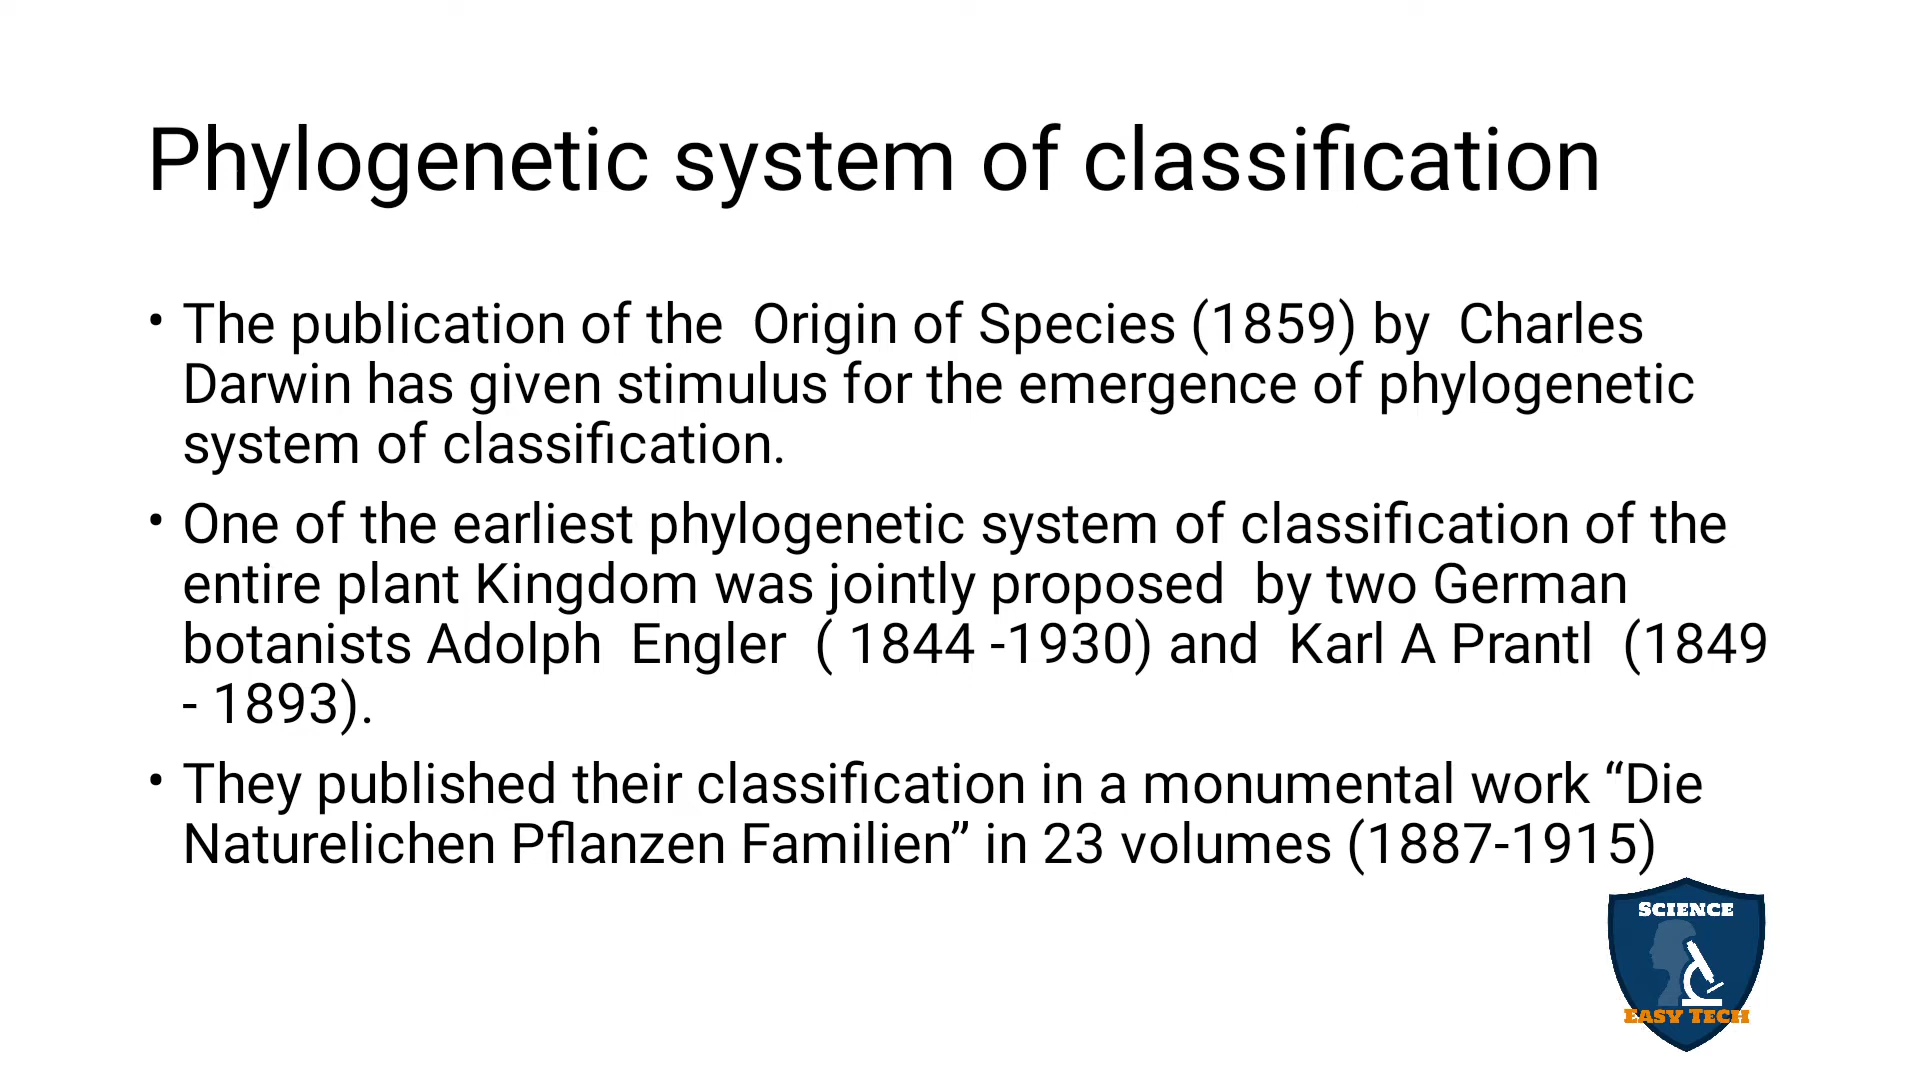 Phylogenetic system of classification
• The publication of the  Origin of Species (1859) by  Charles
Darwin has given stimulus for the emergence of phylogenetic
system of classification.
• One of the earliest phylogenetic system of classification of the
entire plant Kingdom was jointly proposed  by two German
botanists Adolph  Engler  ( 1844 -1930) and  Karl A Prantl  (1849
- 1893).
• They published their classification in a monumental work “Die
Naturelichen Pflanzen Familien” in 23 volumes (1887-1915)
SCIENCE
EASY TECH